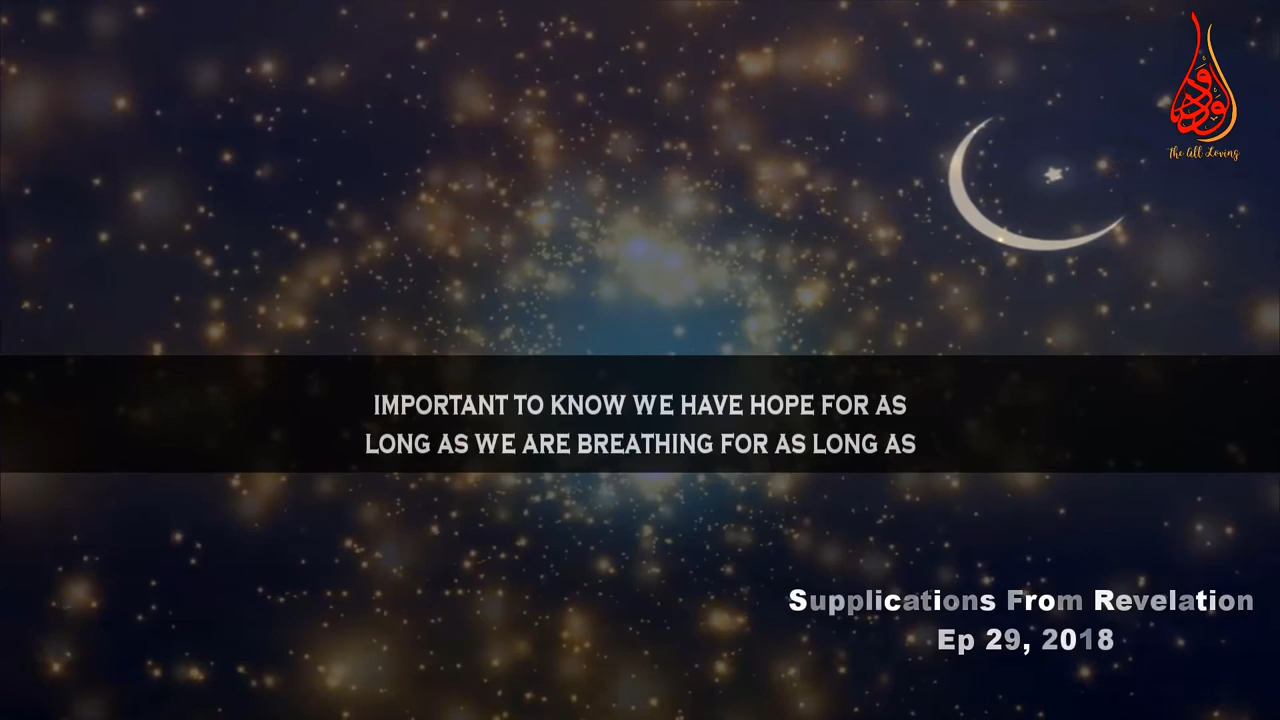 الودود
The All Loving
IMPORTANT TO KNOW WE HAVE HOPE FOR AS
LONG AS WE ARE BREATHING FOR AS LONG AS
Supplications From Revelation
Ep 29, 2018